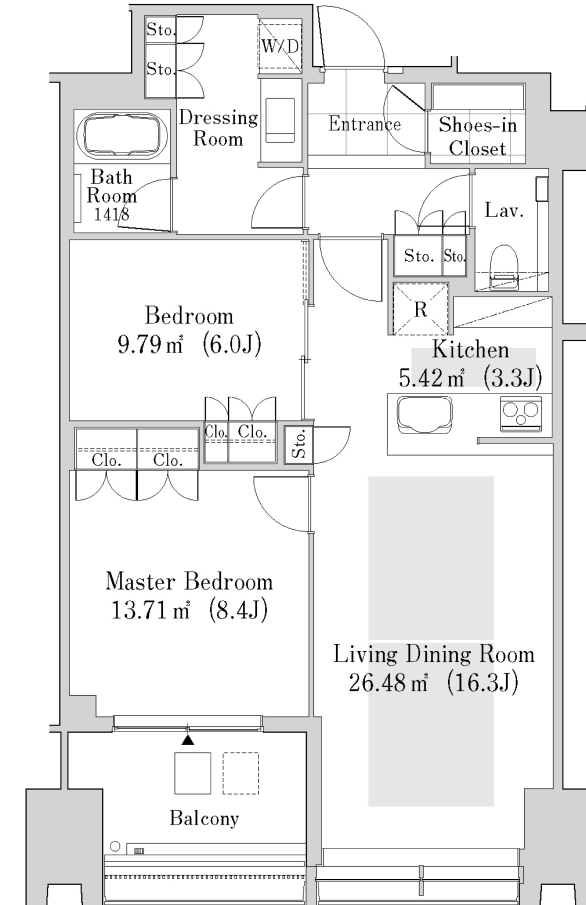 Sto.
Sto.
W/D
Dressing
Room
Entrance
Shoes-in
Closet
Bath
Room
1418
Lav.
Sto.
Sto.
R
Bedroom
9.79㎡ (6.0J)
Kitchen
5.42㎡ (3.3J)
Clo.
Clo.
Sto.
Clo.
Clo.
Master Bedroom
13.71㎡ (8.4J)
Living Dining Room
26.48㎡ (16.3J)
Balcony